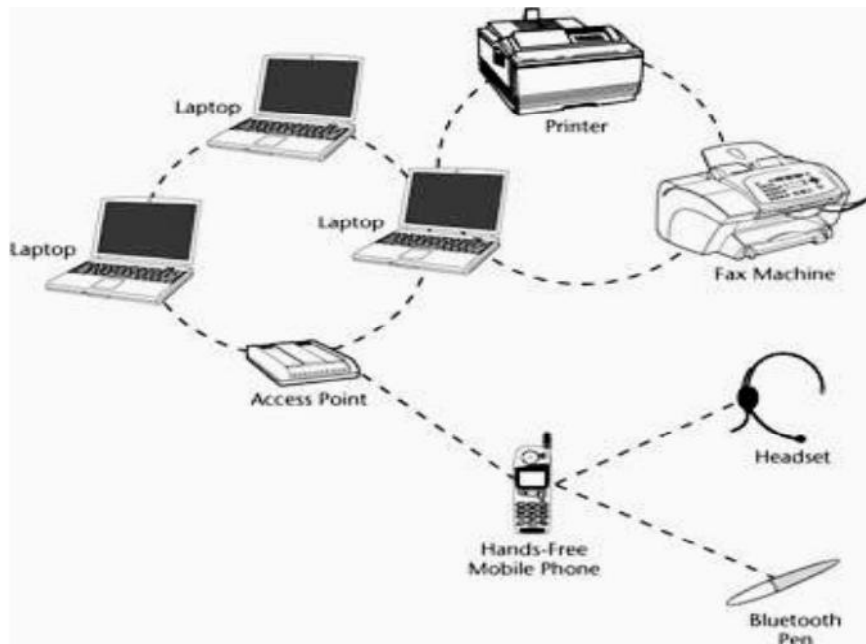 Laptop
Printer
Laptop
Laptop
Fax Machine
Access Point
Headset
Hands-Free
Mobile Phone
Bluetooth
Pen